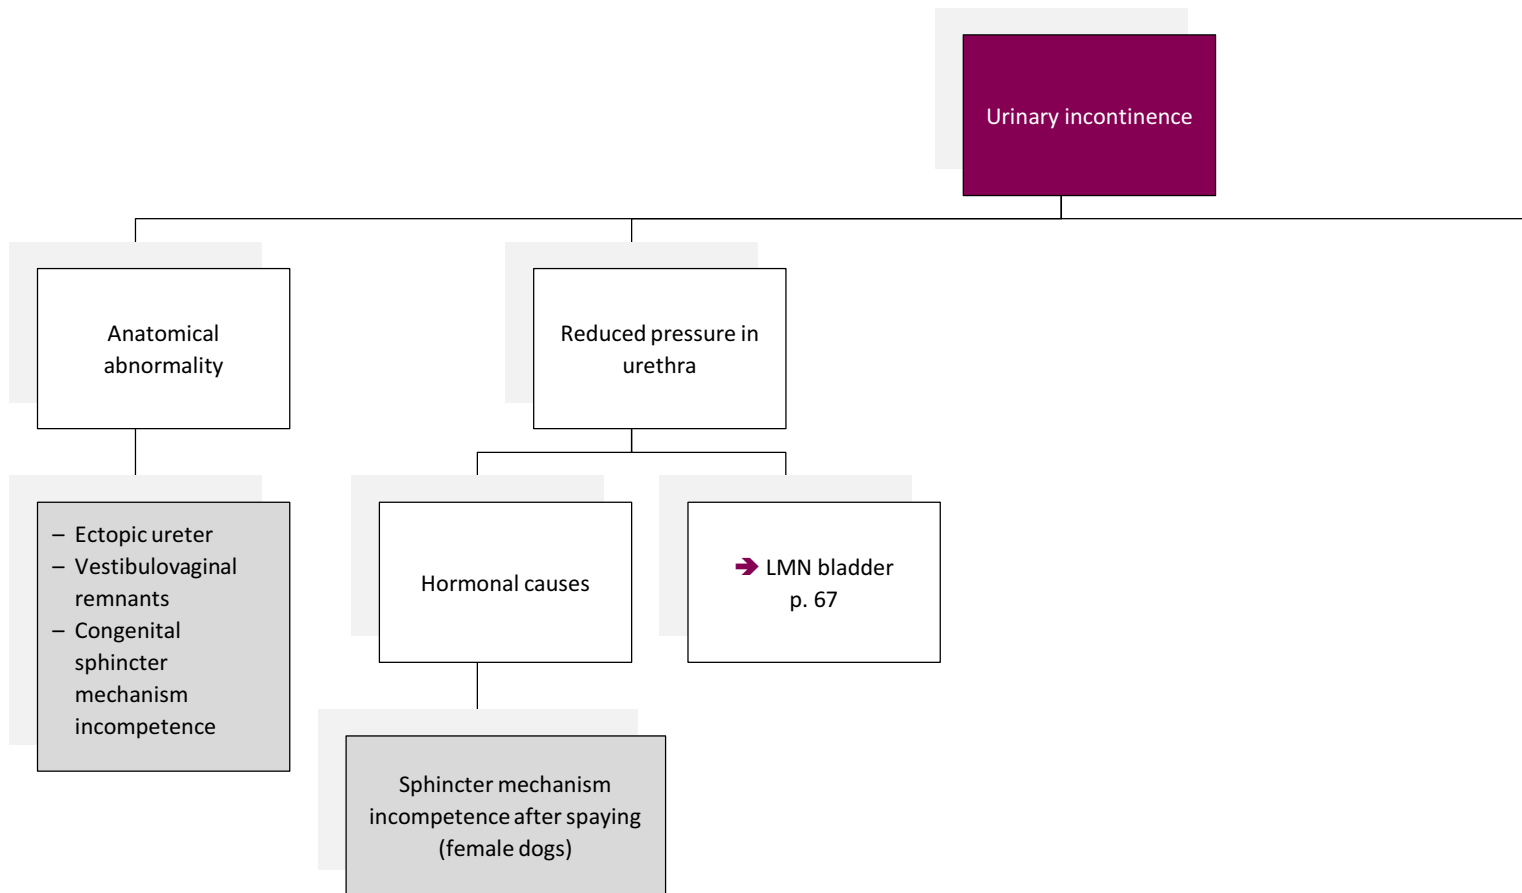 Urinary incontinence
Anatomical
abnormality
Reduced pressure in
urethra
– Ectopic ureter
– Vestibulovaginal
remnants
– Congenital
sphincter
mechanism
incompetence
Hormonal causes
➔ LMN bladder
p. 67
Sphincter mechanism
incompetence after spaying
(female dogs)